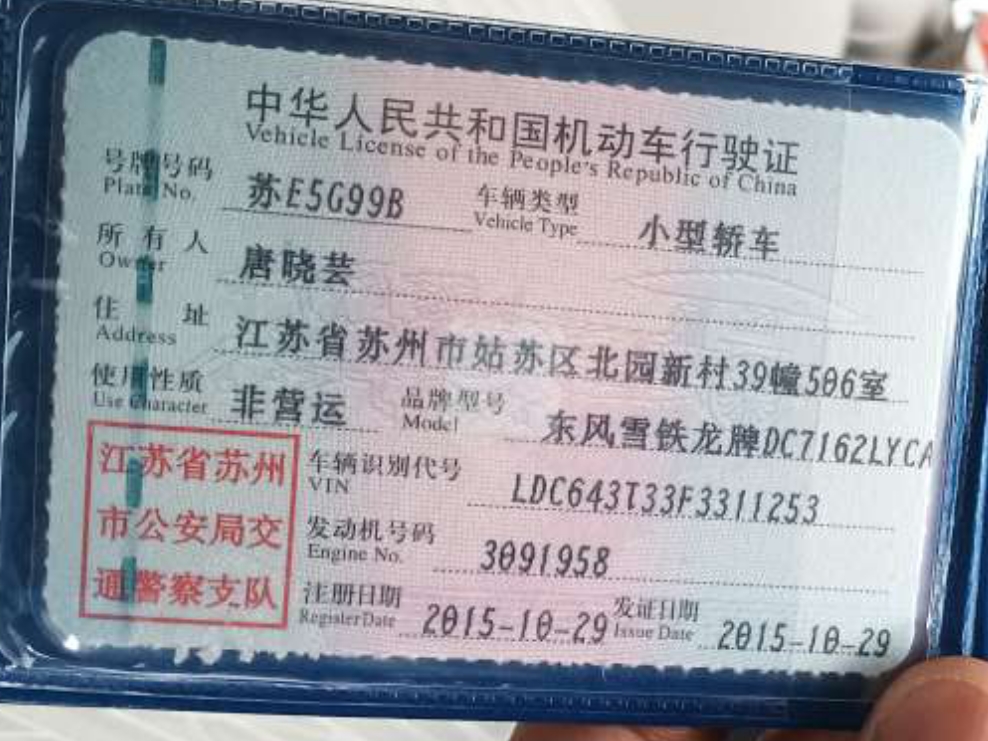 中华人民共和国机动车行驶证
Vehicle License of the People's Republic of China
号牌号码 苏E5G99B 车辆类型 小型轿车
Plate No. Vehicle Type
所有人 唐晓芸
Owner
住址 江苏省苏州市姑苏区北园新村39幢506室
Address
使用性质 非营运 品牌型号 东风雪铁龙牌DC7162LYCA
Use Character Model
江苏省苏州
市公安局交
通警察支队
车辆识别代号 LDC643T33F3311253
VIN
发动机号码 3091958
Engine No.
注册日期 2015-10-29 发证日期 2015-10-29
Register Date Issue Date